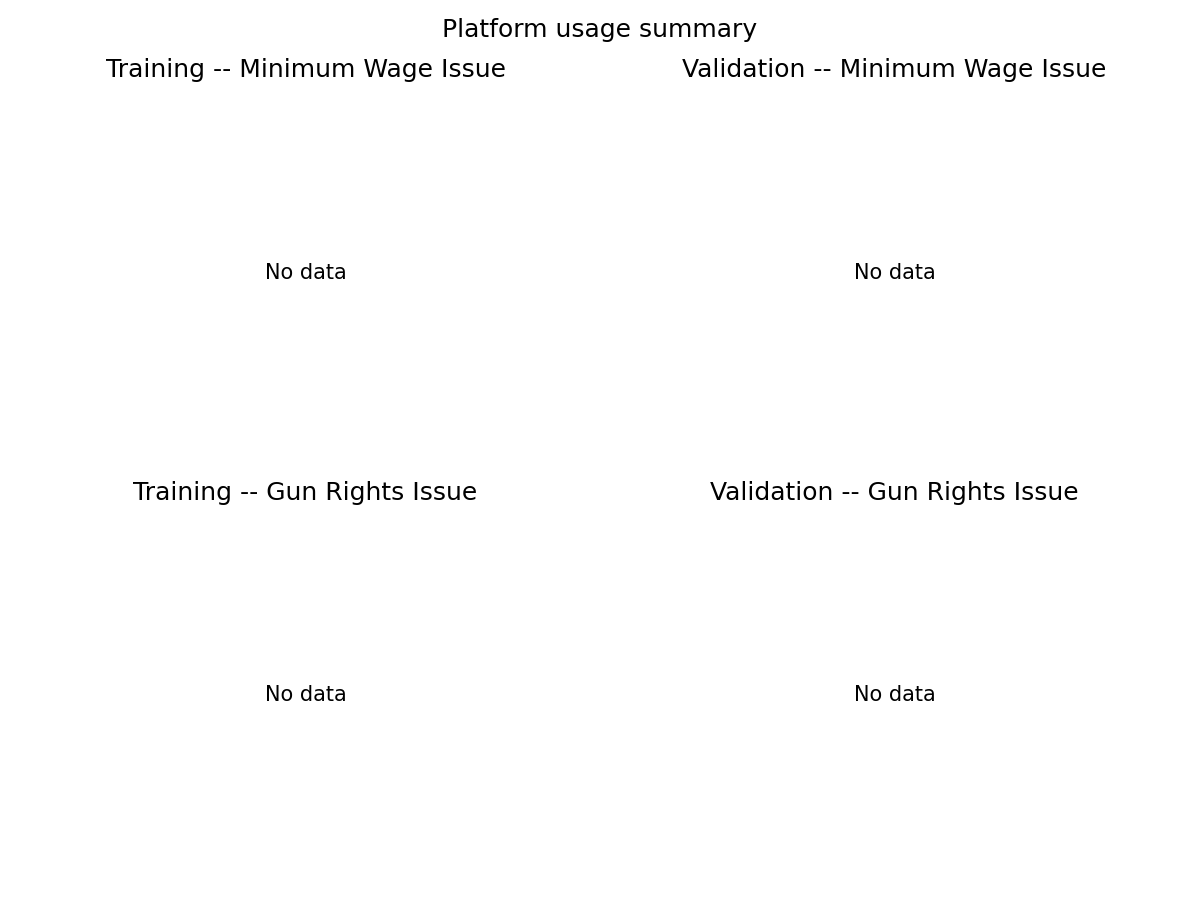 Platform usage summary
Training -- Minimum Wage Issue
Validation -- Minimum Wage Issue
No data
No data
Training -- Gun Rights Issue
Validation -- Gun Rights Issue
No data
No data